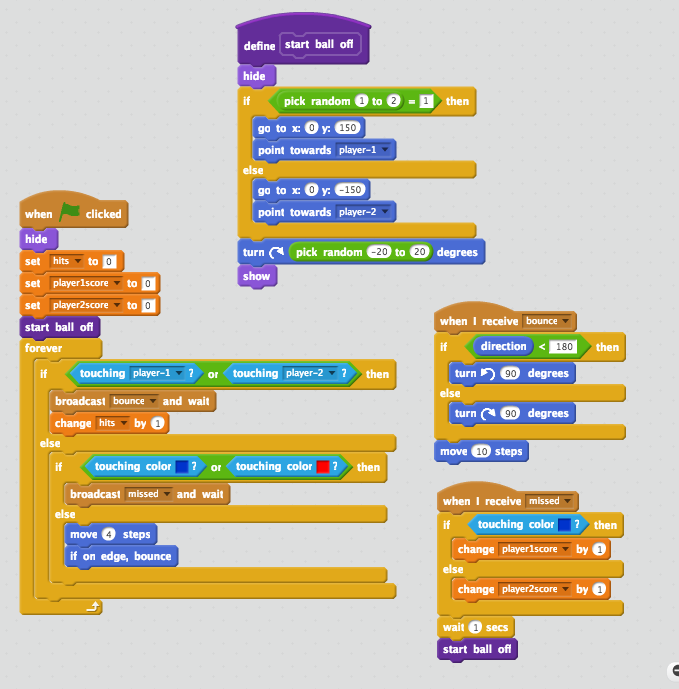 define start ball off
hide
if pick random 1 to 2 = 1 then
go to x: 0 y: 150
point towards player-1
else
go to x: 0 y: -150
point towards player-2
turn pick random -20 to 20 degrees
show
when clicked
hide
set hits to 0
set player1score to 0
set player2score to 0
start ball off
forever
if touching player-1 ? or touching player-2 ? then
broadcast bounce and wait
change hits by 1
else
if touching color ? or touching color ? then
broadcast missed and wait
else
move 4 steps
if on edge, bounce
when I receive bounce
if direction < 180 then
turn 90 degrees
else
turn 90 degrees
move 10 steps
when I receive missed
if touching color ? then
change player1score by 1
else
change player2score by 1
wait 1 secs
start ball off